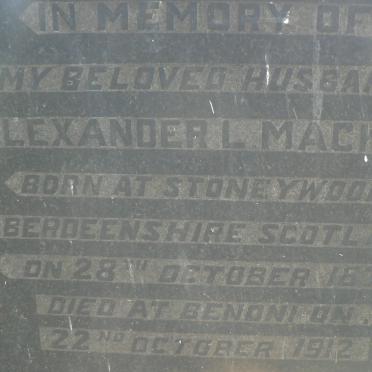 IN MEMORY OF
MY BELOVED HUSBAN
LEXANDER L MACK
BORN AT STONEYWOOD
BERDEENSHIRE SCOTL
ON 28TH OCTOBER 18
DIED AT BENONI ON
22ND OCTOBER 1912